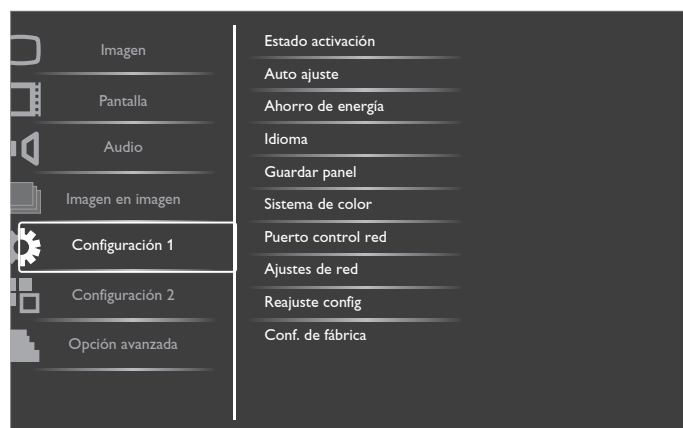 Imagen
Pantalla
Audio
Imagen en imagen
Configuración 1
Configuración 2
Opción avanzada
Estado activación
Auto ajuste
Ahorro de energía
Idioma
Guardar panel
Sistema de color
Puerto control red
Ajustes de red
Reajuste config
Conf. de fábrica